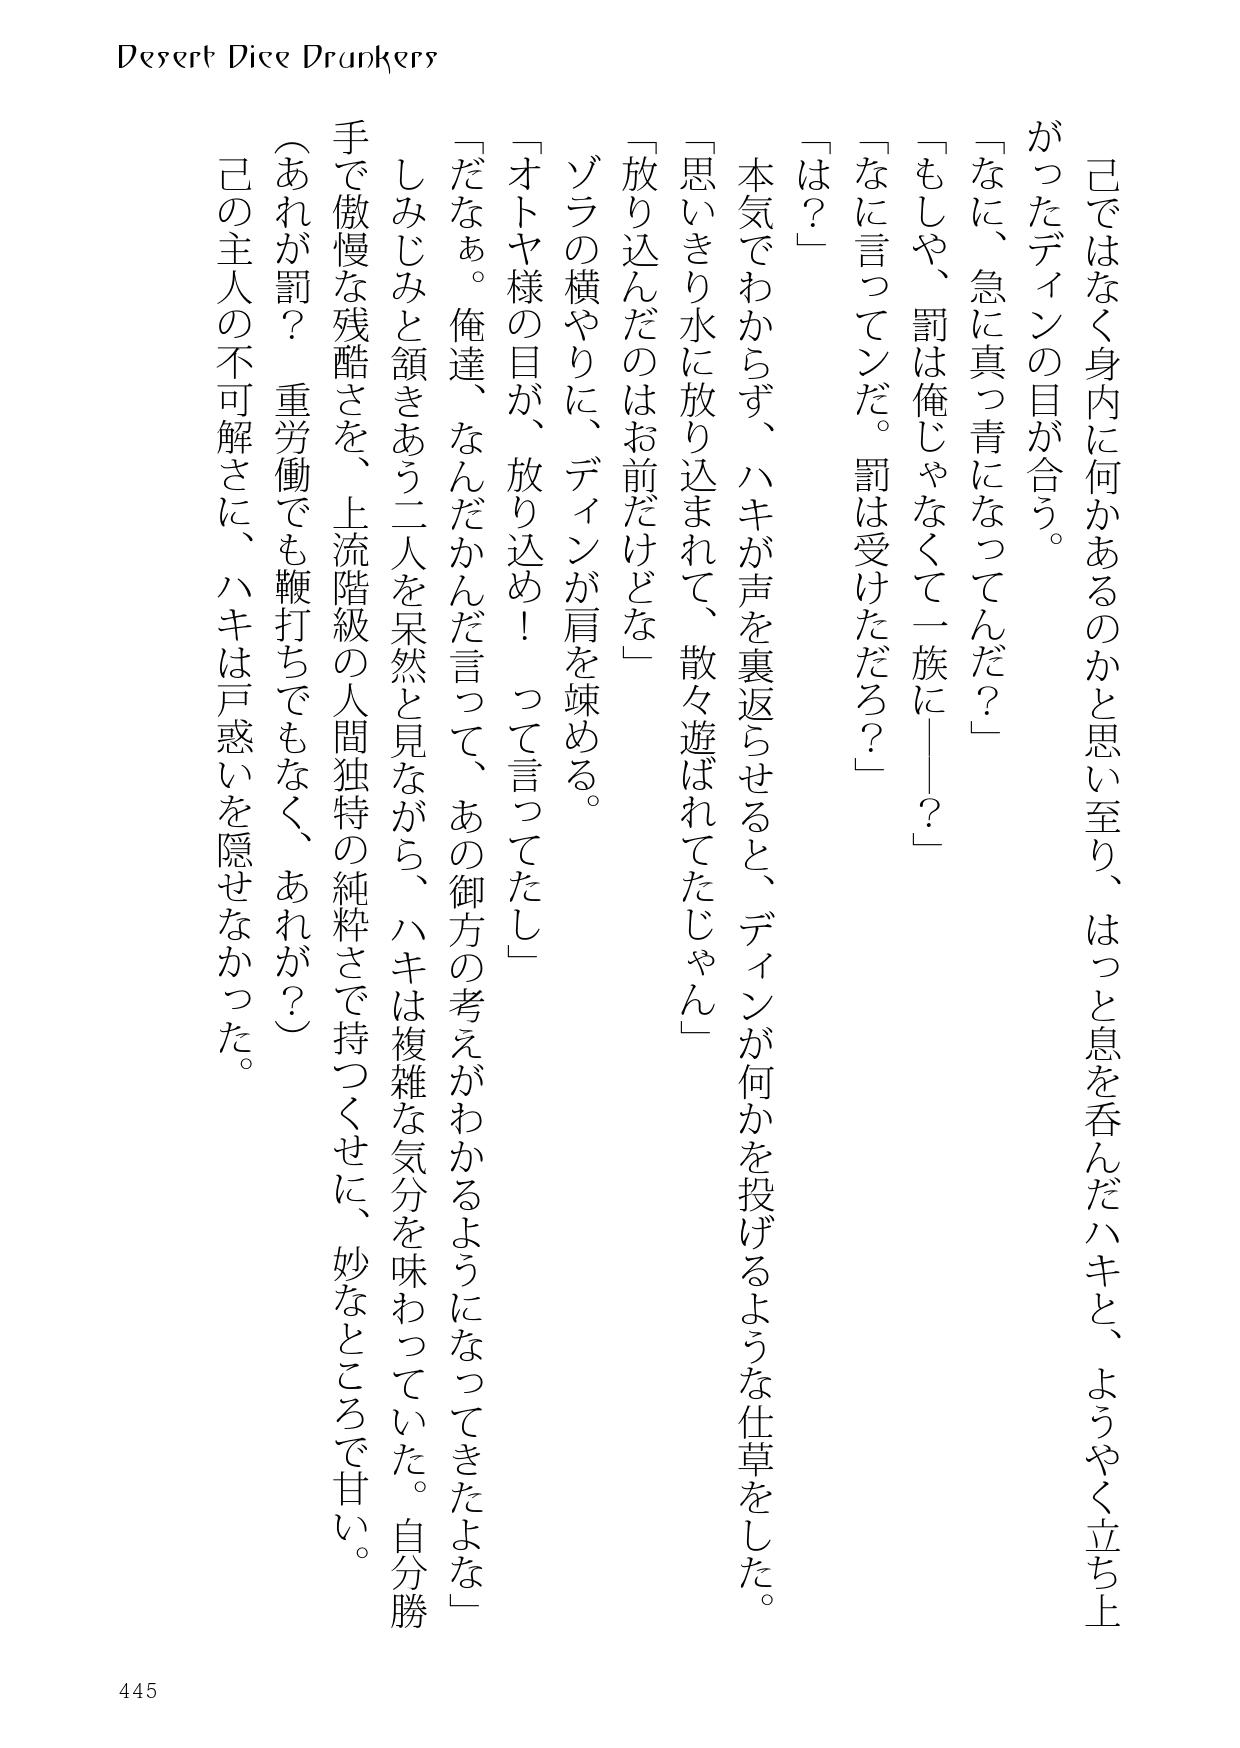 Desert Dice Drunkers
　己ではなく身内に何かあるのかと思い至り、はっと息を呑んだハキと、ようやく立ち上
がったディンの目が合う。
「なに、急に真っ青になってんだ？」
「もしや、罰は俺じゃなくて一族に――？」
「なに言ってンだ。罰は受けただろ？」
「は？」
　本気でわからず、ハキが声を裏返らせると、ディンが何かを投げるような仕草をした。
「思いきり水に放り込まれて、散々遊ばれてたじゃん」
「放り込んだのはお前だけどな」
　ゾラの横やりに、ディンが肩を竦める。
「オトヤ様の目が、放り込め！　って言ってたし」
「だなぁ。俺達、なんだかんだ言って、あの御方の考えがわかるようになってきたよな」
　しみじみと頷きあう二人を呆然と見ながら、ハキは複雑な気分を味わっていた。自分勝
手で傲慢な残酷さを、上流階級の人間独特の純粋さで持つくせに、妙なところで甘い。
（あれが罰？　重労働でも鞭打ちでもなく、あれが？）
　己の主人の不可解さに、ハキは戸惑いを隠せなかった。
445